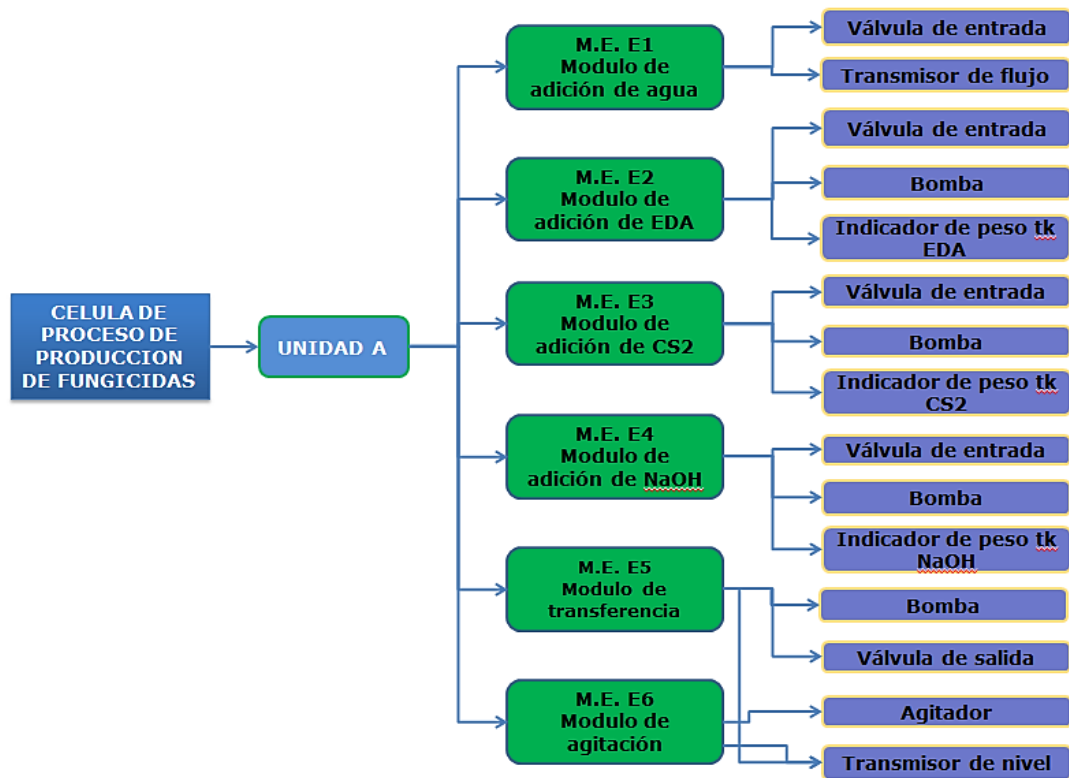 CELULA DE
PROCESO DE
PRODUCCION
DE FUNGICIDAS
UNIDAD A
M.E. E1
Modulo de
adición de agua
Válvula de entrada
Transmisor de flujo
M.E. E2
Modulo de
adición de EDA
Válvula de entrada
Bomba
Indicador de peso tk
EDA
M.E. E3
Modulo de
adición de CS2
Válvula de entrada
Bomba
Indicador de peso tk
CS2
M.E. E4
Modulo de
adición de NaOH
Válvula de entrada
Bomba
Indicador de peso tk
NaOH
M.E. E5
Modulo de
transferencia
Bomba
Válvula de salida
M.E. E6
Modulo de
agitación
Agitador
Transmisor de nivel